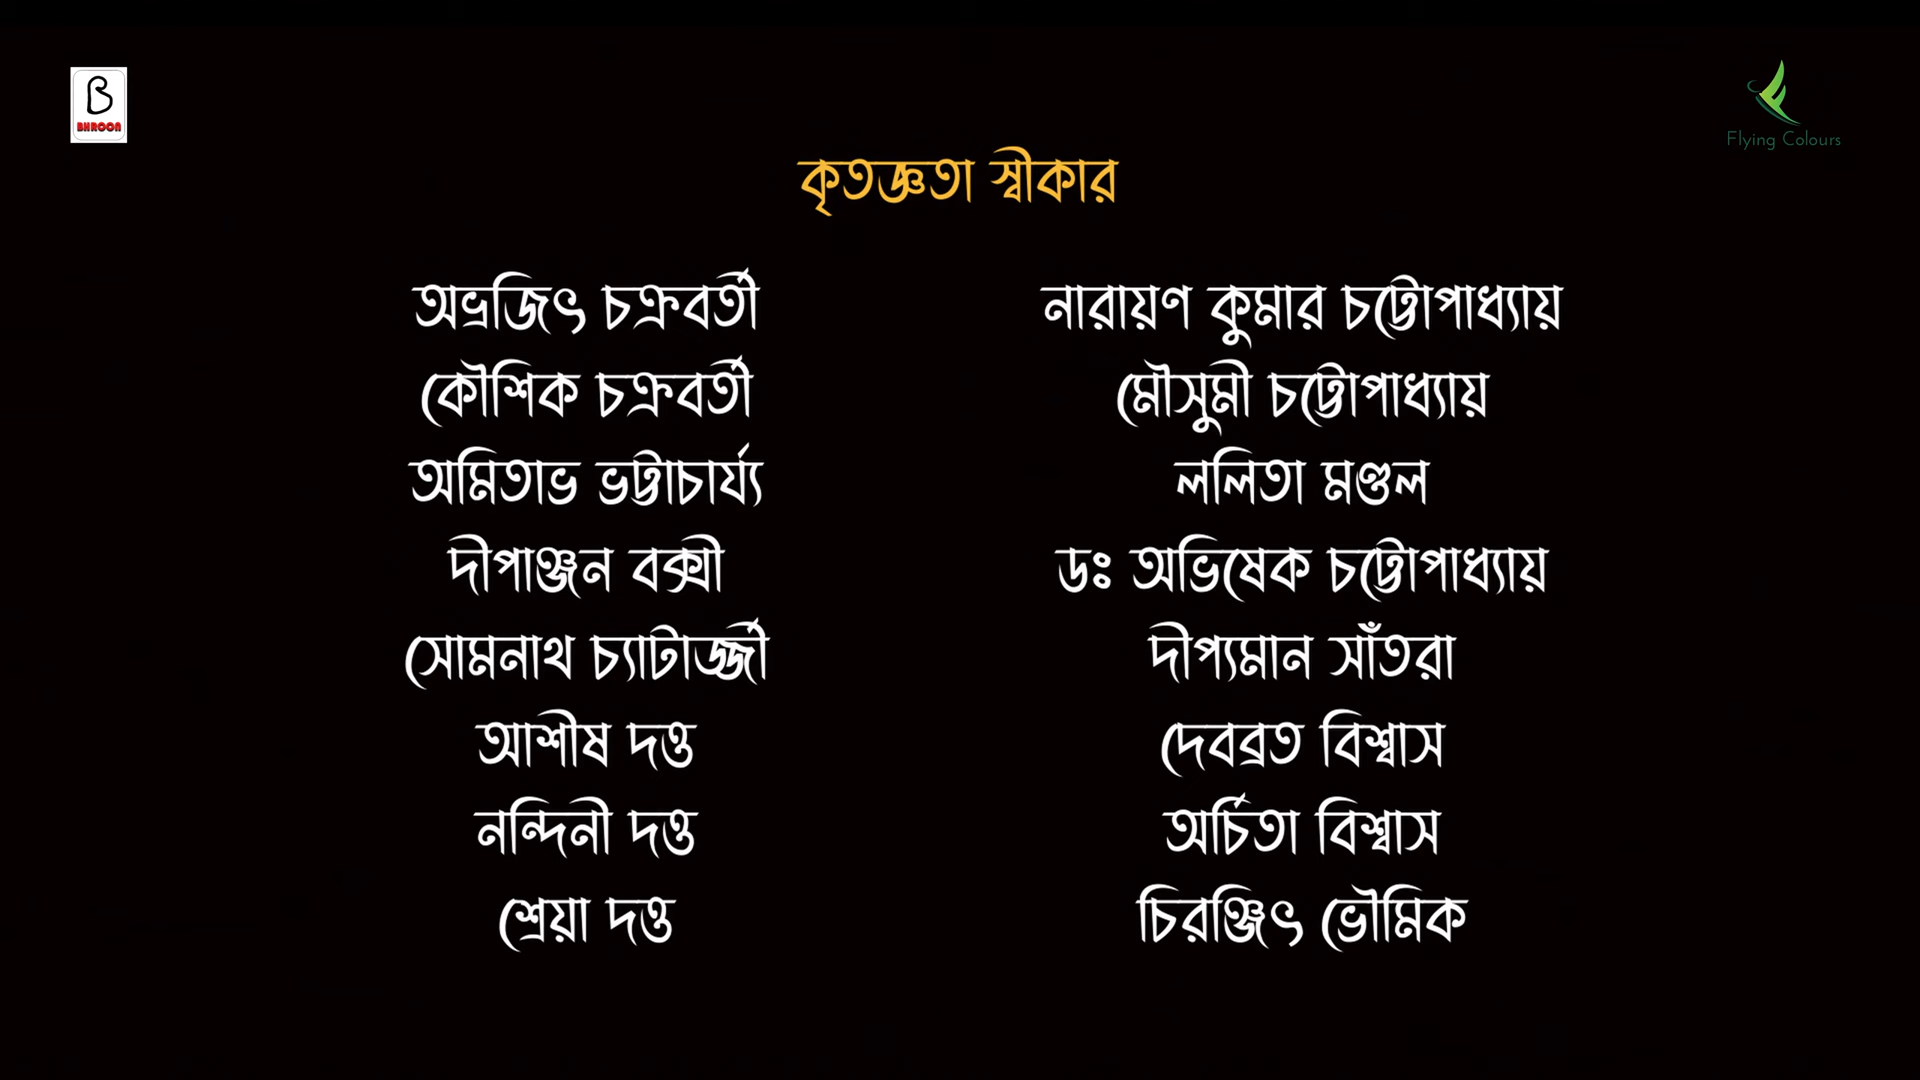 BHROON
Flying Colours
কৃতজ্ঞতা স্বীকার
অভ্রজিৎ চক্রবর্তী
কৌশিক চক্রবর্তী
অমিতাভ ভট্টাচার্য্য
দীপাঞ্জন বক্সী
সোমনাথ চ্যাটার্জ্জী
আশীষ দত্ত
নন্দিনী দত্ত
শ্রেয়া দত্ত
নারায়ণ কুমার চট্টোপাধ্যায়
মৌসুমী চট্টোপাধ্যায়
ললিতা মণ্ডল
ডঃ অভিষেক চট্টোপাধ্যায়
দীপ্যমান সাঁতরা
দেবব্রত বিশ্বাস
অর্চিতা বিশ্বাস
চিরঞ্জিৎ ভৌমিক